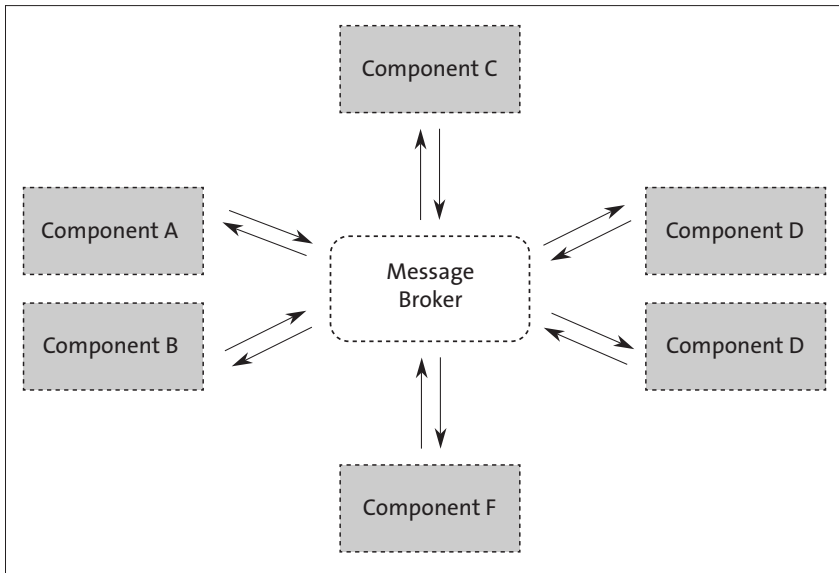 Component C
Component A
Component D
Message
Broker
Component B
Component D
Component F